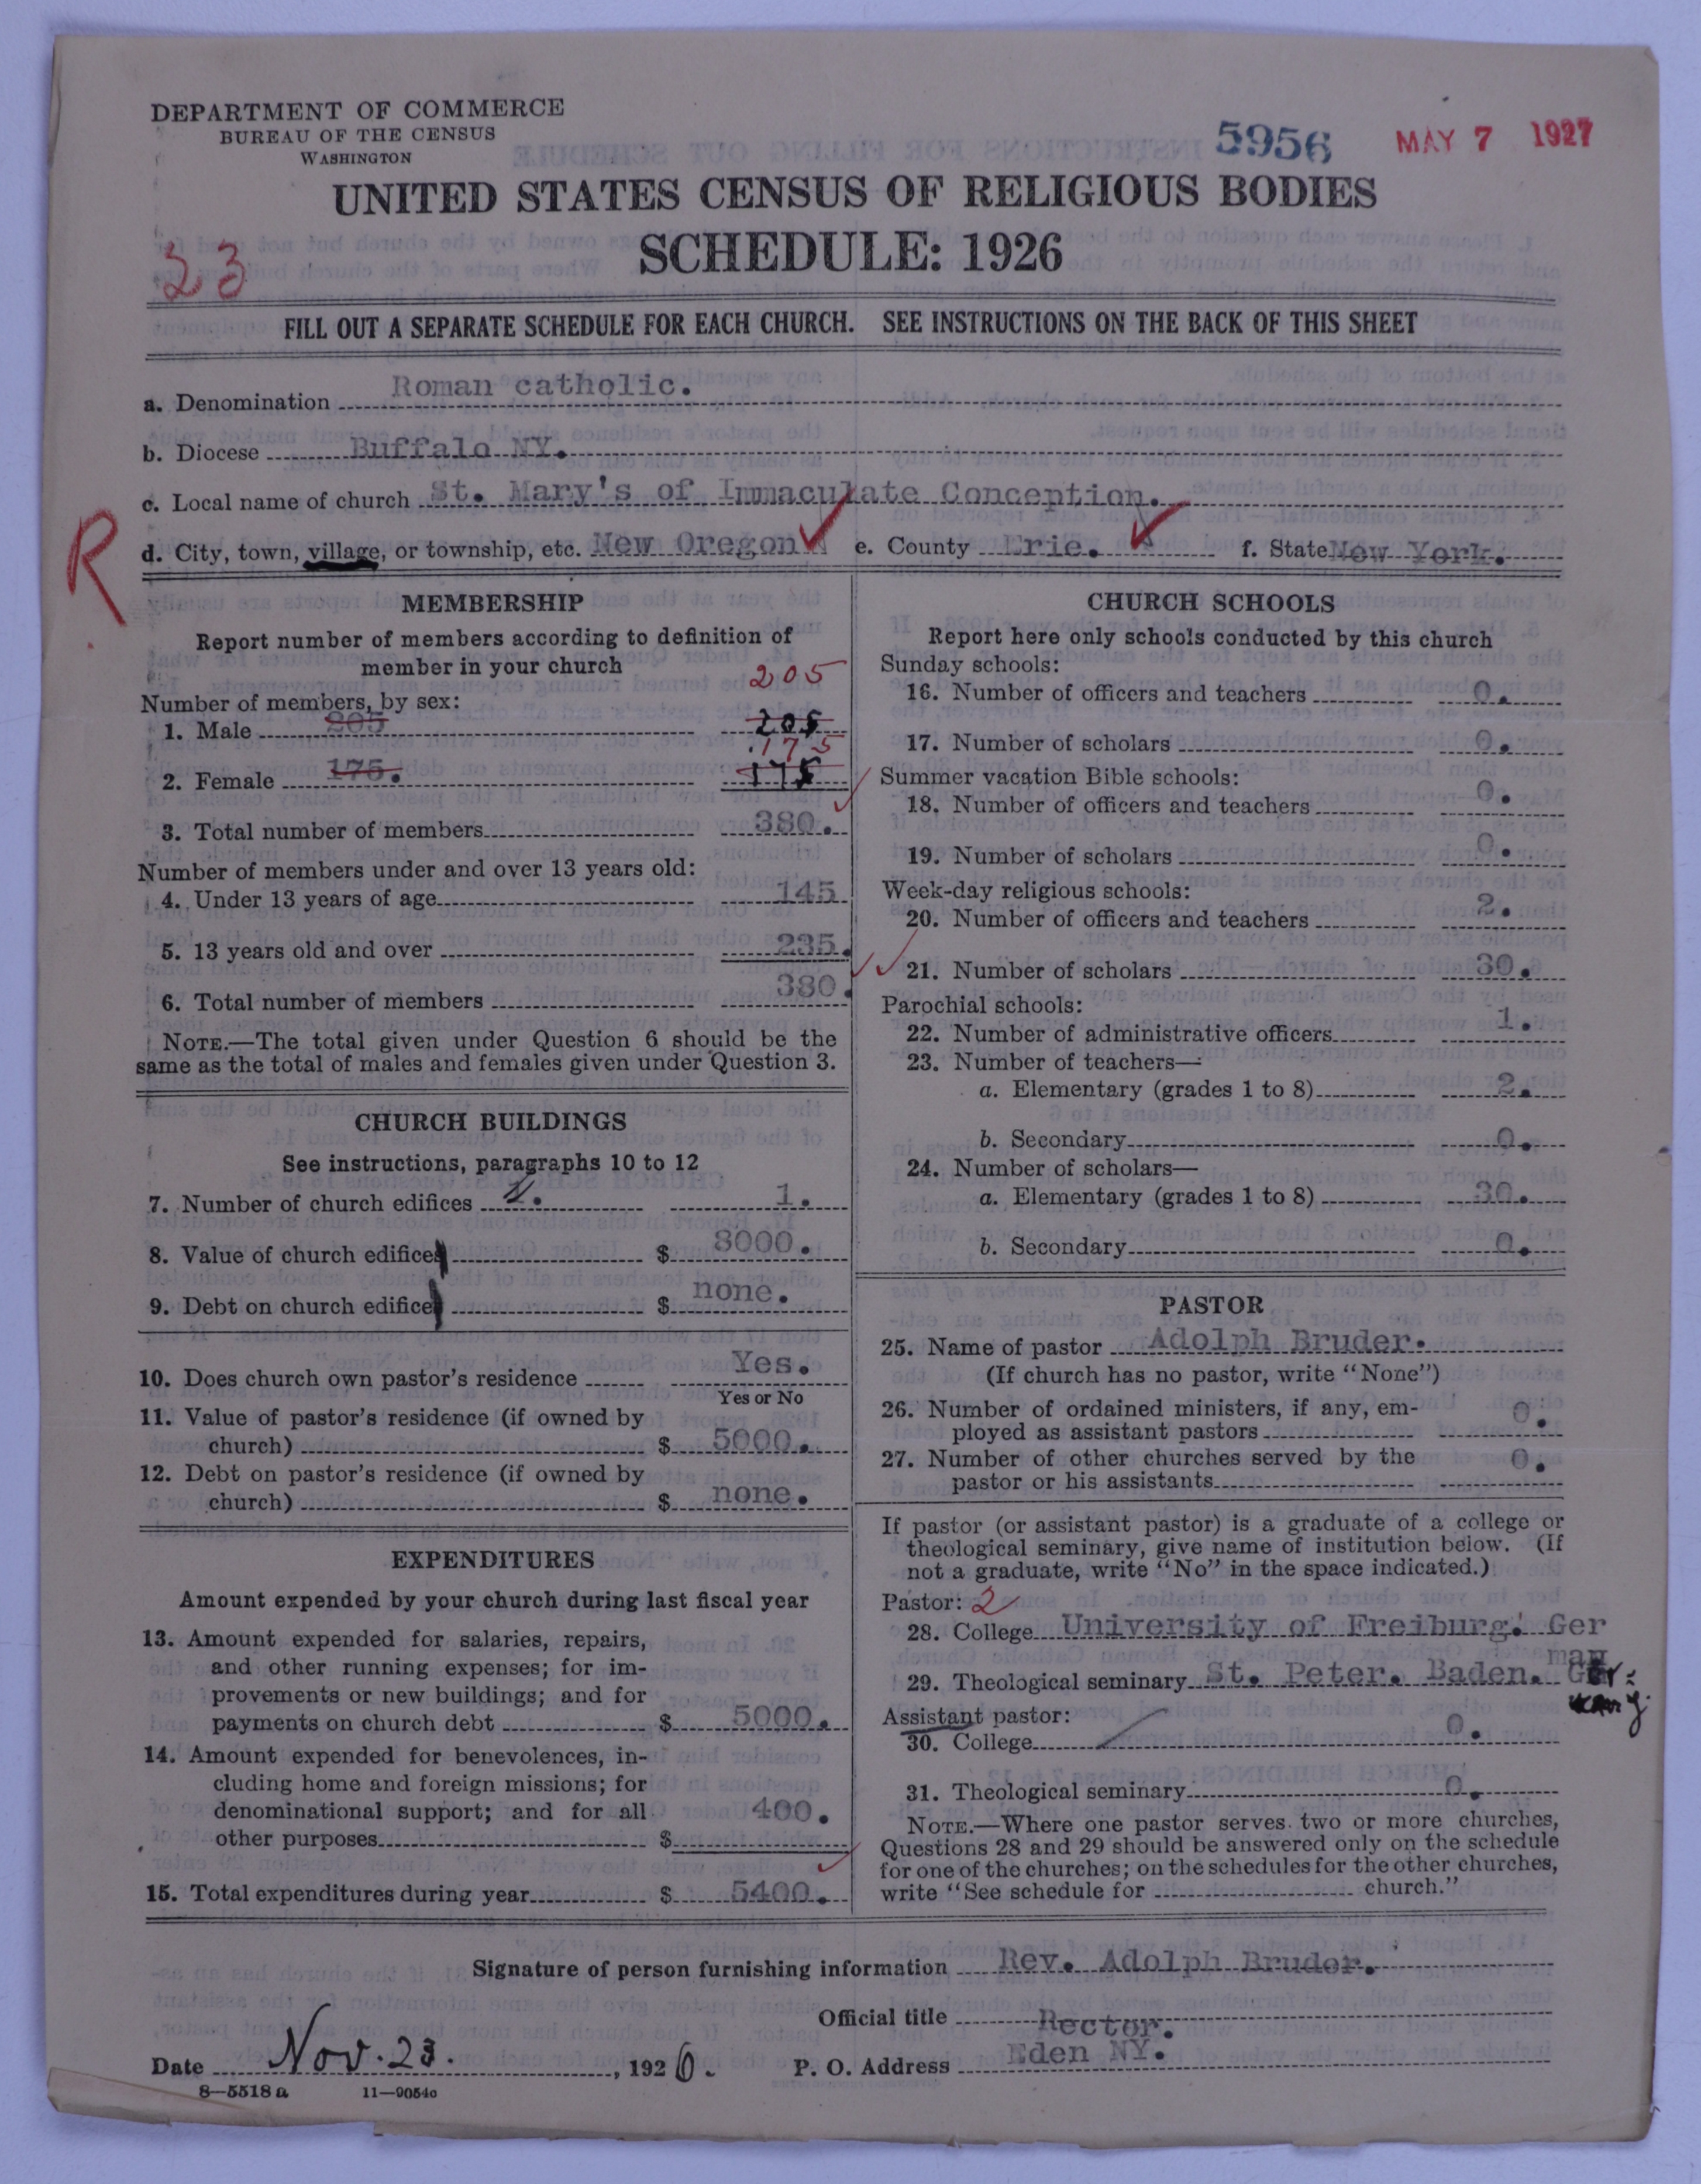 DEPARTMENT OF COMMERCE
BUREAU OF THE CENSUS
WASHINGTON
5956 MAY 7 1927
UNITED STATES CENSUS OF RELIGIOUS BODIES
SCHEDULE: 1926
23
FILL OUT A SEPARATE SCHEDULE FOR EACH CHURCH. SEE INSTRUCTIONS ON THE BACK OF THIS SHEET
a. Denomination Roman catholic.
b. Diocese Buffalo NY.
c. Local name of church St. Mary's of Immaculate Conception.
R
d. City, town, village, or township, etc. New Oregon e. County Erie. f. State New York.
MEMBERSHIP
Report number of members according to definition of
member in your church
205
Number of members, by sex:
1. Male 205 205
175
2. Female 175. 175
3. Total number of members 380.
Number of members under and over 13 years old:
4. Under 13 years of age 145
5. 13 years old and over 235.
6. Total number of members 380.
NOTE.—The total given under Question 6 should be the
same as the total of males and females given under Question 3.
CHURCH BUILDINGS
See instructions, paragraphs 10 to 12
7. Number of church edifices 1. 1.
8. Value of church edifice $ 8000.
9. Debt on church edifice $ none.
10. Does church own pastor's residence Yes.
Yes or No
11. Value of pastor's residence (if owned by
church) $ 5000.
12. Debt on pastor's residence (if owned by
church) $ none.
EXPENDITURES
Amount expended by your church during last fiscal year
13. Amount expended for salaries, repairs,
and other running expenses; for im-
provements or new buildings; and for
payments on church debt $ 5000.
14. Amount expended for benevolences, in-
cluding home and foreign missions; for
denominational support; and for all
other purposes $ 400.
15. Total expenditures during year $ 5400.
CHURCH SCHOOLS
Report here only schools conducted by this church
Sunday schools:
16. Number of officers and teachers 0.
17. Number of scholars 0.
Summer vacation Bible schools:
18. Number of officers and teachers 0.
19. Number of scholars 0.
Week-day religious schools:
20. Number of officers and teachers 2.
21. Number of scholars 30.
Parochial schools:
22. Number of administrative officers 1.
23. Number of teachers—
a. Elementary (grades 1 to 8) 2.
b. Secondary 0.
24. Number of scholars—
a. Elementary (grades 1 to 8) 30.
b. Secondary 0.
PASTOR
25. Name of pastor Adolph Bruder.
(If church has no pastor, write "None")
26. Number of ordained ministers, if any, em-
ployed as assistant pastors 0.
27. Number of other churches served by the
pastor or his assistants 0.
If pastor (or assistant pastor) is a graduate of a college or
theological seminary, give name of institution below. (If
not a graduate, write "No" in the space indicated.)
Pastor: 2
28. College University of Freiburg. Ger
many
29. Theological seminary St. Peter. Baden. Ger-
many
Assistant pastor:
30. College 0.
31. Theological seminary 0.
NOTE.—Where one pastor serves two or more churches,
Questions 28 and 29 should be answered only on the schedule
for one of the churches; on the schedules for the other churches,
write "See schedule for church."
Signature of person furnishing information Rev. Adolph Bruder.
Official title Rector.
Date Nov. 23. , 1926. P. O. Address Eden NY.
8—5518a 11—9054c